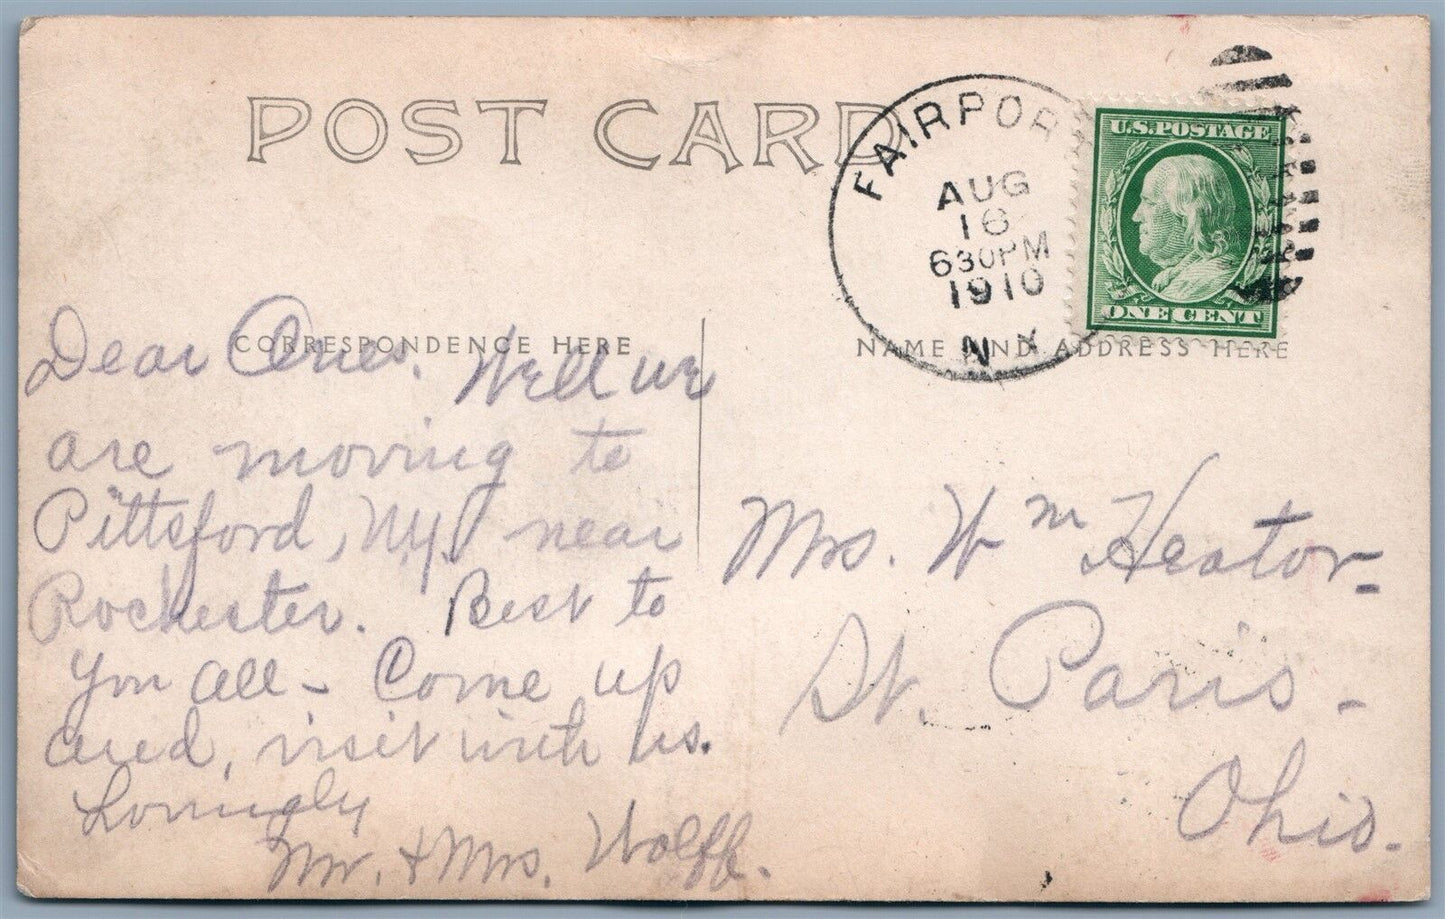 POST CARD
FAIRPOR
AUG
16
630PM
1910
N Y
U.S. POSTAGE
ONE CENT
CORRESPONDENCE HERE
NAME AND ADDRESS HERE
Dear Ones. Well we
are moving to
Pittsford, N.Y. near
Rochester. Best to
you all - Come up
and, visit with us.
Lovingly
Mr. & Mrs. Wolff.
Mrs. Wm Heator -
St. Paris -
Ohio.